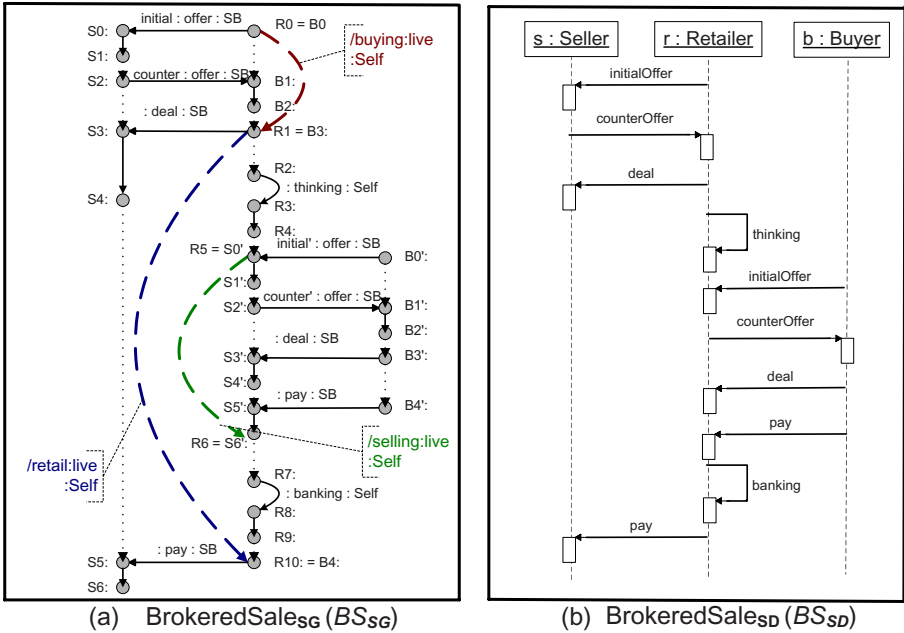 initial : offer : SB
S0:
R0 = B0
/buying:live
:Self
S1:
counter : offer : SB
S2:
B1:
B2:
: deal : SB
S3:
R1 = B3:
R2:
: thinking : Self
S4:
R3:
R4:
initial' : offer : SB
R5 = S0'
B0':
S1':
counter' : offer : SB
S2':
B1':
B2':
: deal : SB
S3':
B3':
S4':
: pay : SB
S5':
B4':
R6 = S6':
/retail:live
:Self
/selling:live
:Self
R7:
: banking : Self
R8:
R9:
: pay : SB
S5:
R10: = B4:
S6:
(a) BrokeredSaleSG (BSSG)
s : Seller
r : Retailer
b : Buyer
initialOffer
counterOffer
deal
thinking
initialOffer
counterOffer
deal
pay
banking
pay
(b) BrokeredSaleSD (BSSD)